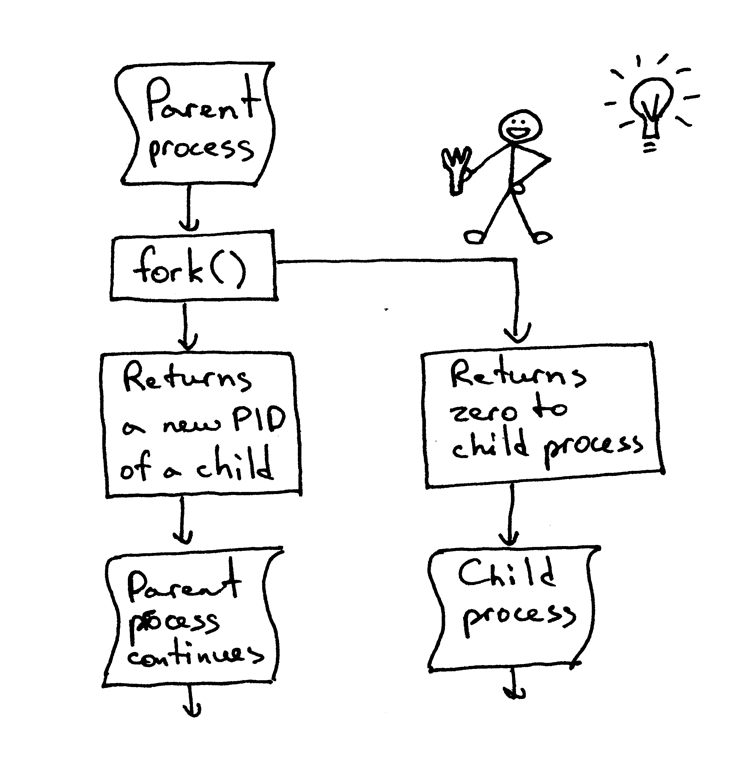 Parent
process
fork()
Returns
a new PID
of a child
Returns
zero to
child process
Parent
process
continues
Child
process